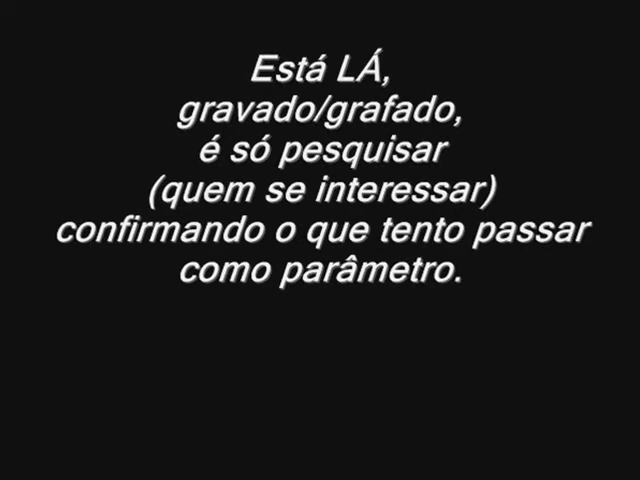 Está LÁ,
gravado/grafado,
é só pesquisar
(quem se interessar)
confirmando o que tento passar
como parâmetro.